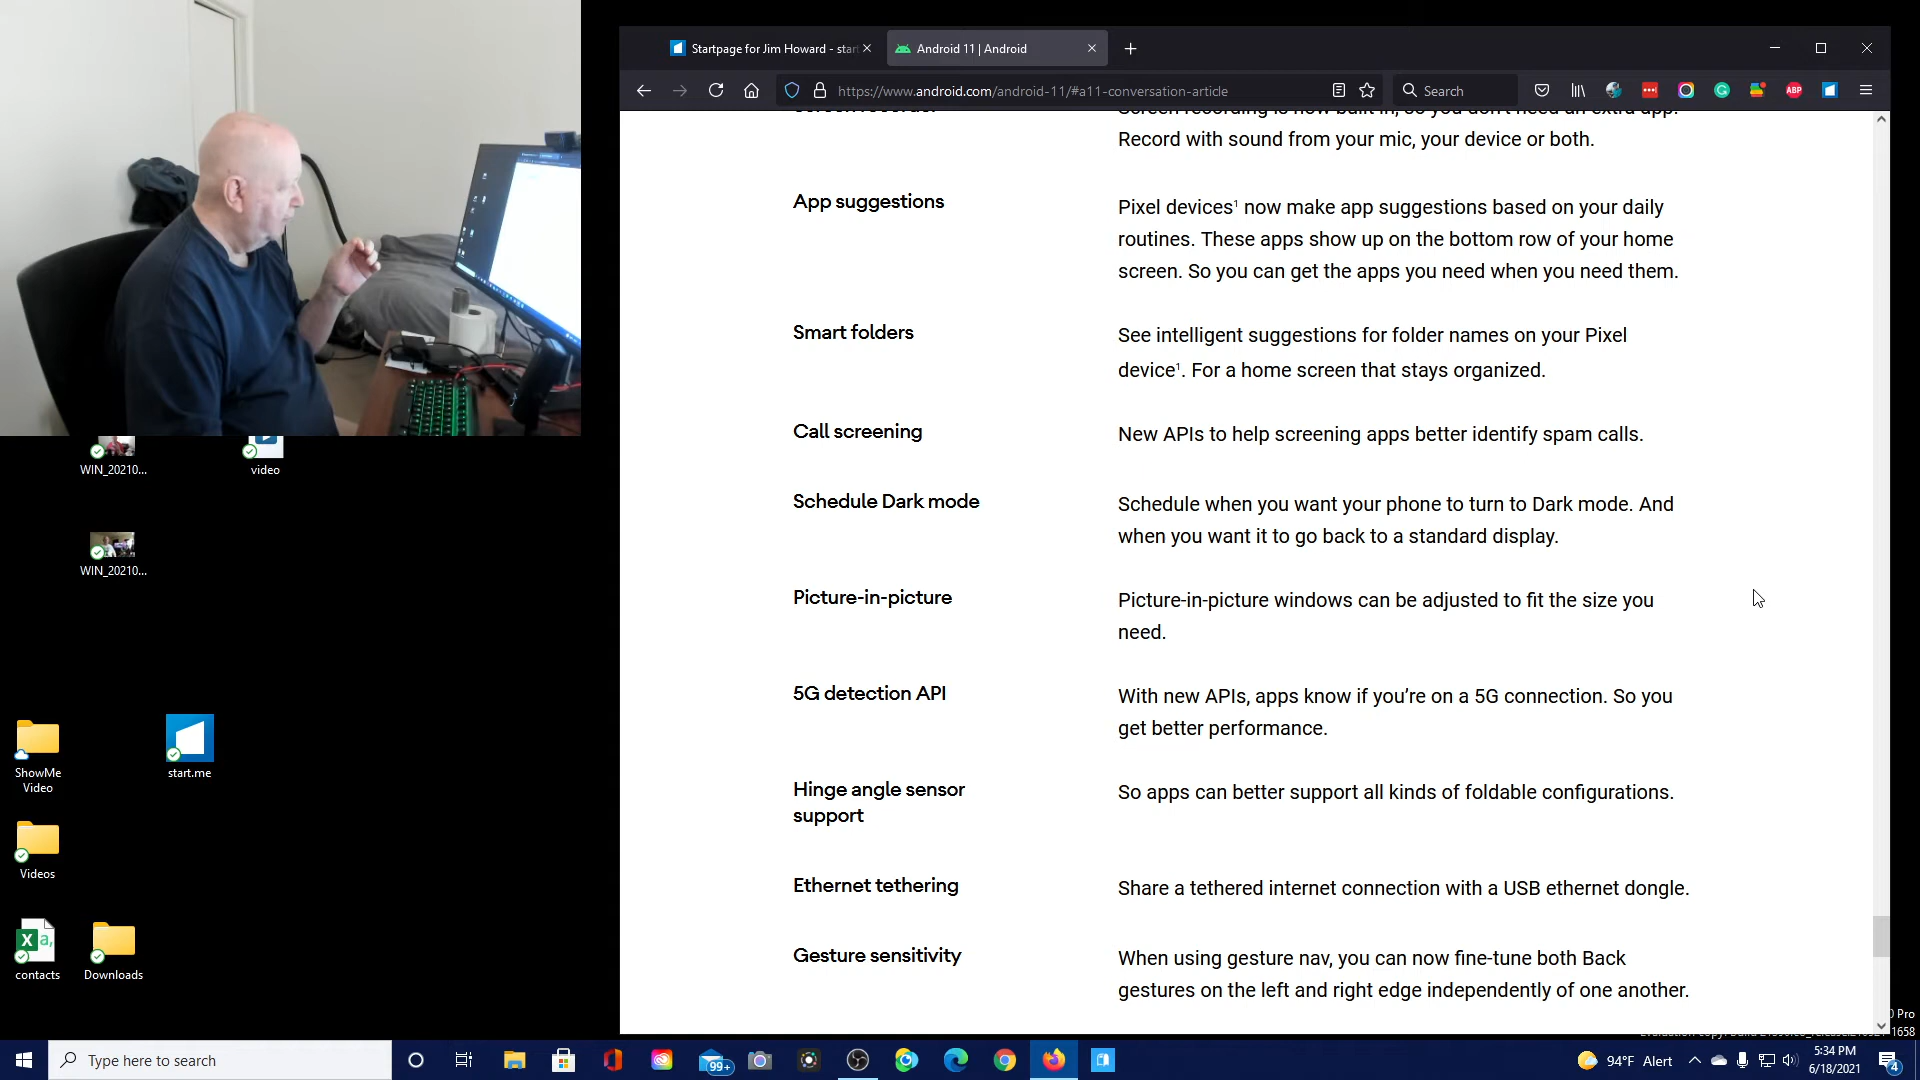 Startpage for Jim Howard - star
Android 11 | Android
https://www.android.com/android-11/#a11-conversation-article
Search
ABP
Record with sound from your mic, your device or both.
App suggestions
Pixel devices¹ now make app suggestions based on your daily
routines. These apps show up on the bottom row of your home
screen. So you can get the apps you need when you need them.
Smart folders
See intelligent suggestions for folder names on your Pixel
device¹. For a home screen that stays organized.
Call screening
New APIs to help screening apps better identify spam calls.
Schedule Dark mode
Schedule when you want your phone to turn to Dark mode. And
when you want it to go back to a standard display.
Picture-in-picture
Picture-in-picture windows can be adjusted to fit the size you
need.
5G detection API
With new APIs, apps know if you’re on a 5G connection. So you
get better performance.
Hinge angle sensor
support
So apps can better support all kinds of foldable configurations.
Ethernet tethering
Share a tethered internet connection with a USB ethernet dongle.
Gesture sensitivity
When using gesture nav, you can now fine-tune both Back
gestures on the left and right edge independently of one another.
WIN_20210...
video
WIN_20210...
ShowMe
Video
start.me
Videos
contacts
Downloads
0 Pro
1658
Type here to search
99+
94°F Alert
5:34 PM
6/18/2021
4